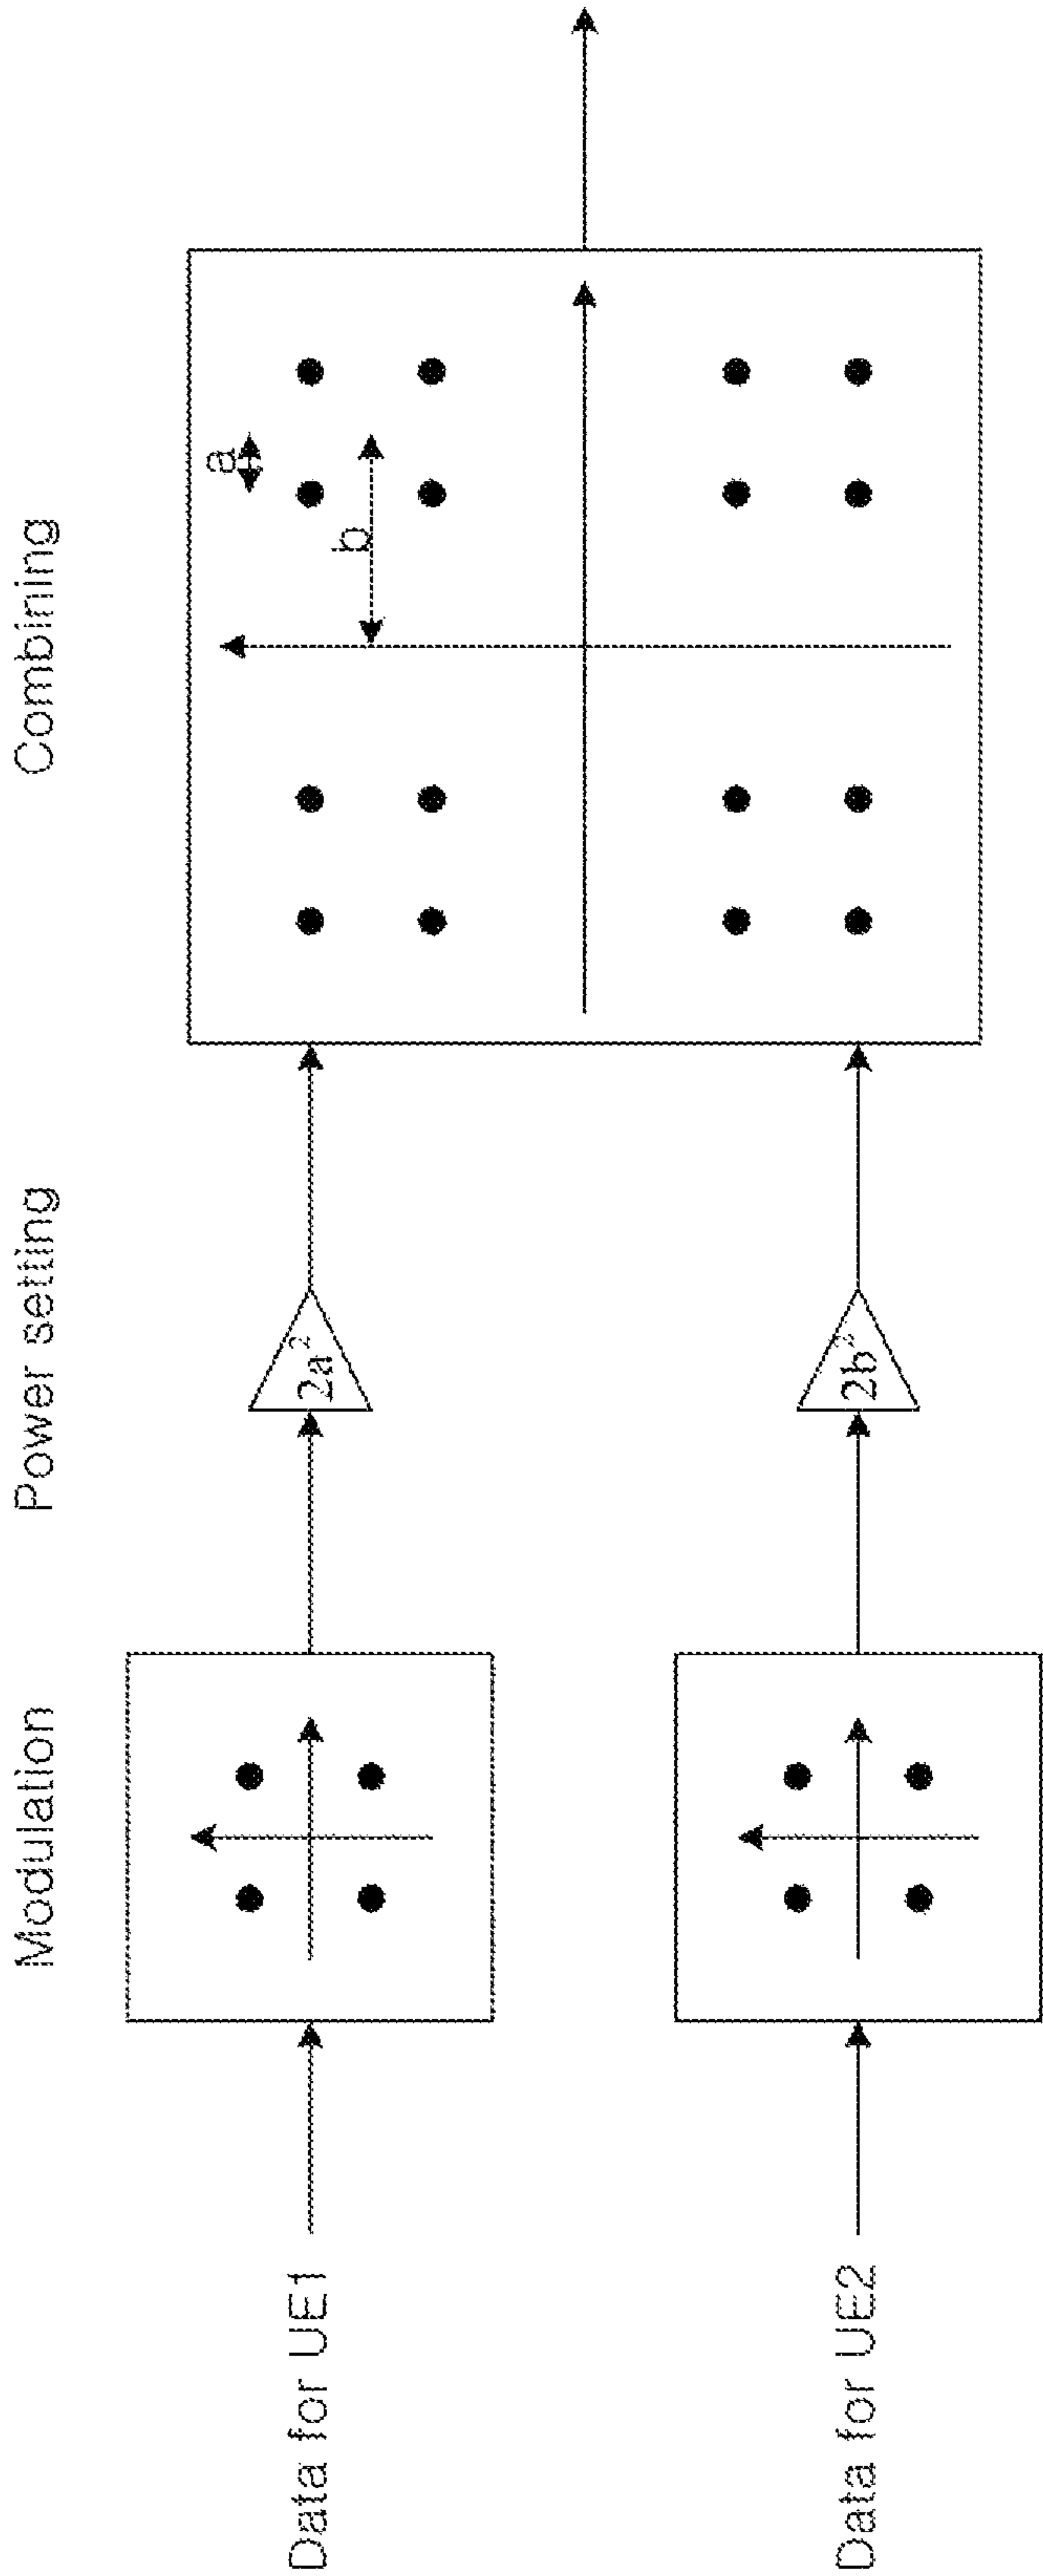 Modulation
Power setting
Combining
Data for UE1
2a²
a
b
Data for UE2
2b²